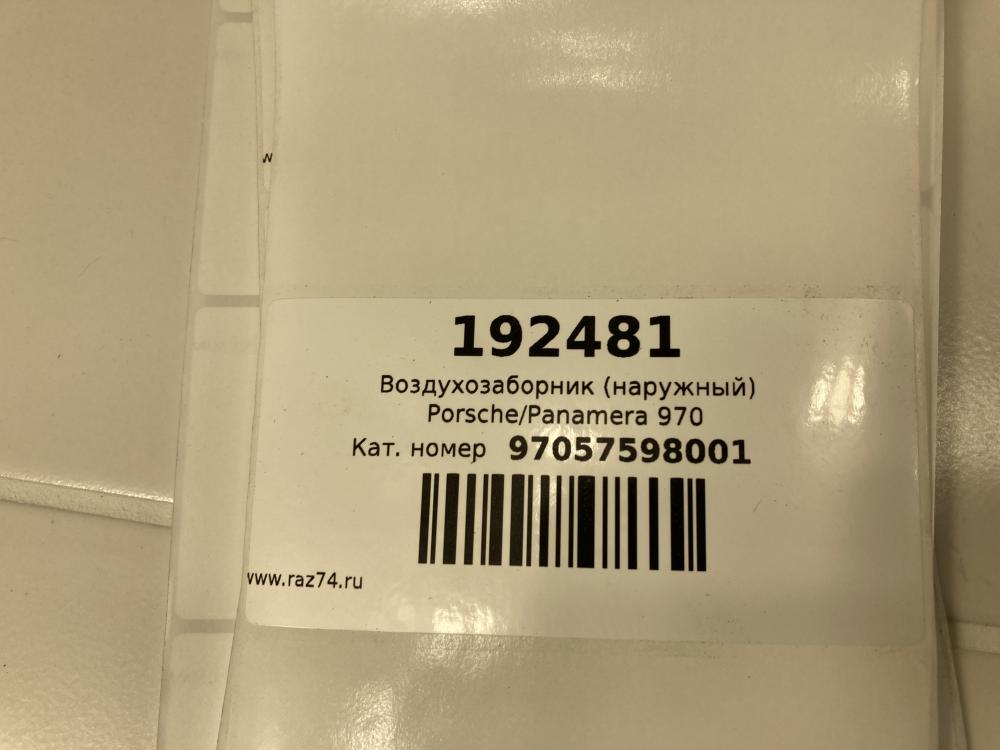 w
192481
Воздухозаборник (наружный)
Porsche/Panamera 970
Кат. номер 97057598001
www.raz74.ru